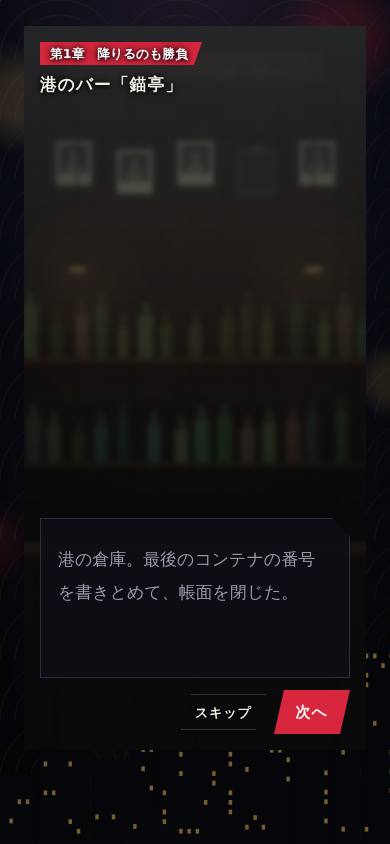 第1章 降りるのも勝負
港のバー「錨亭」
港の倉庫。最後のコンテナの番号
を書きとめて、帳面を閉じた。
スキップ
次へ